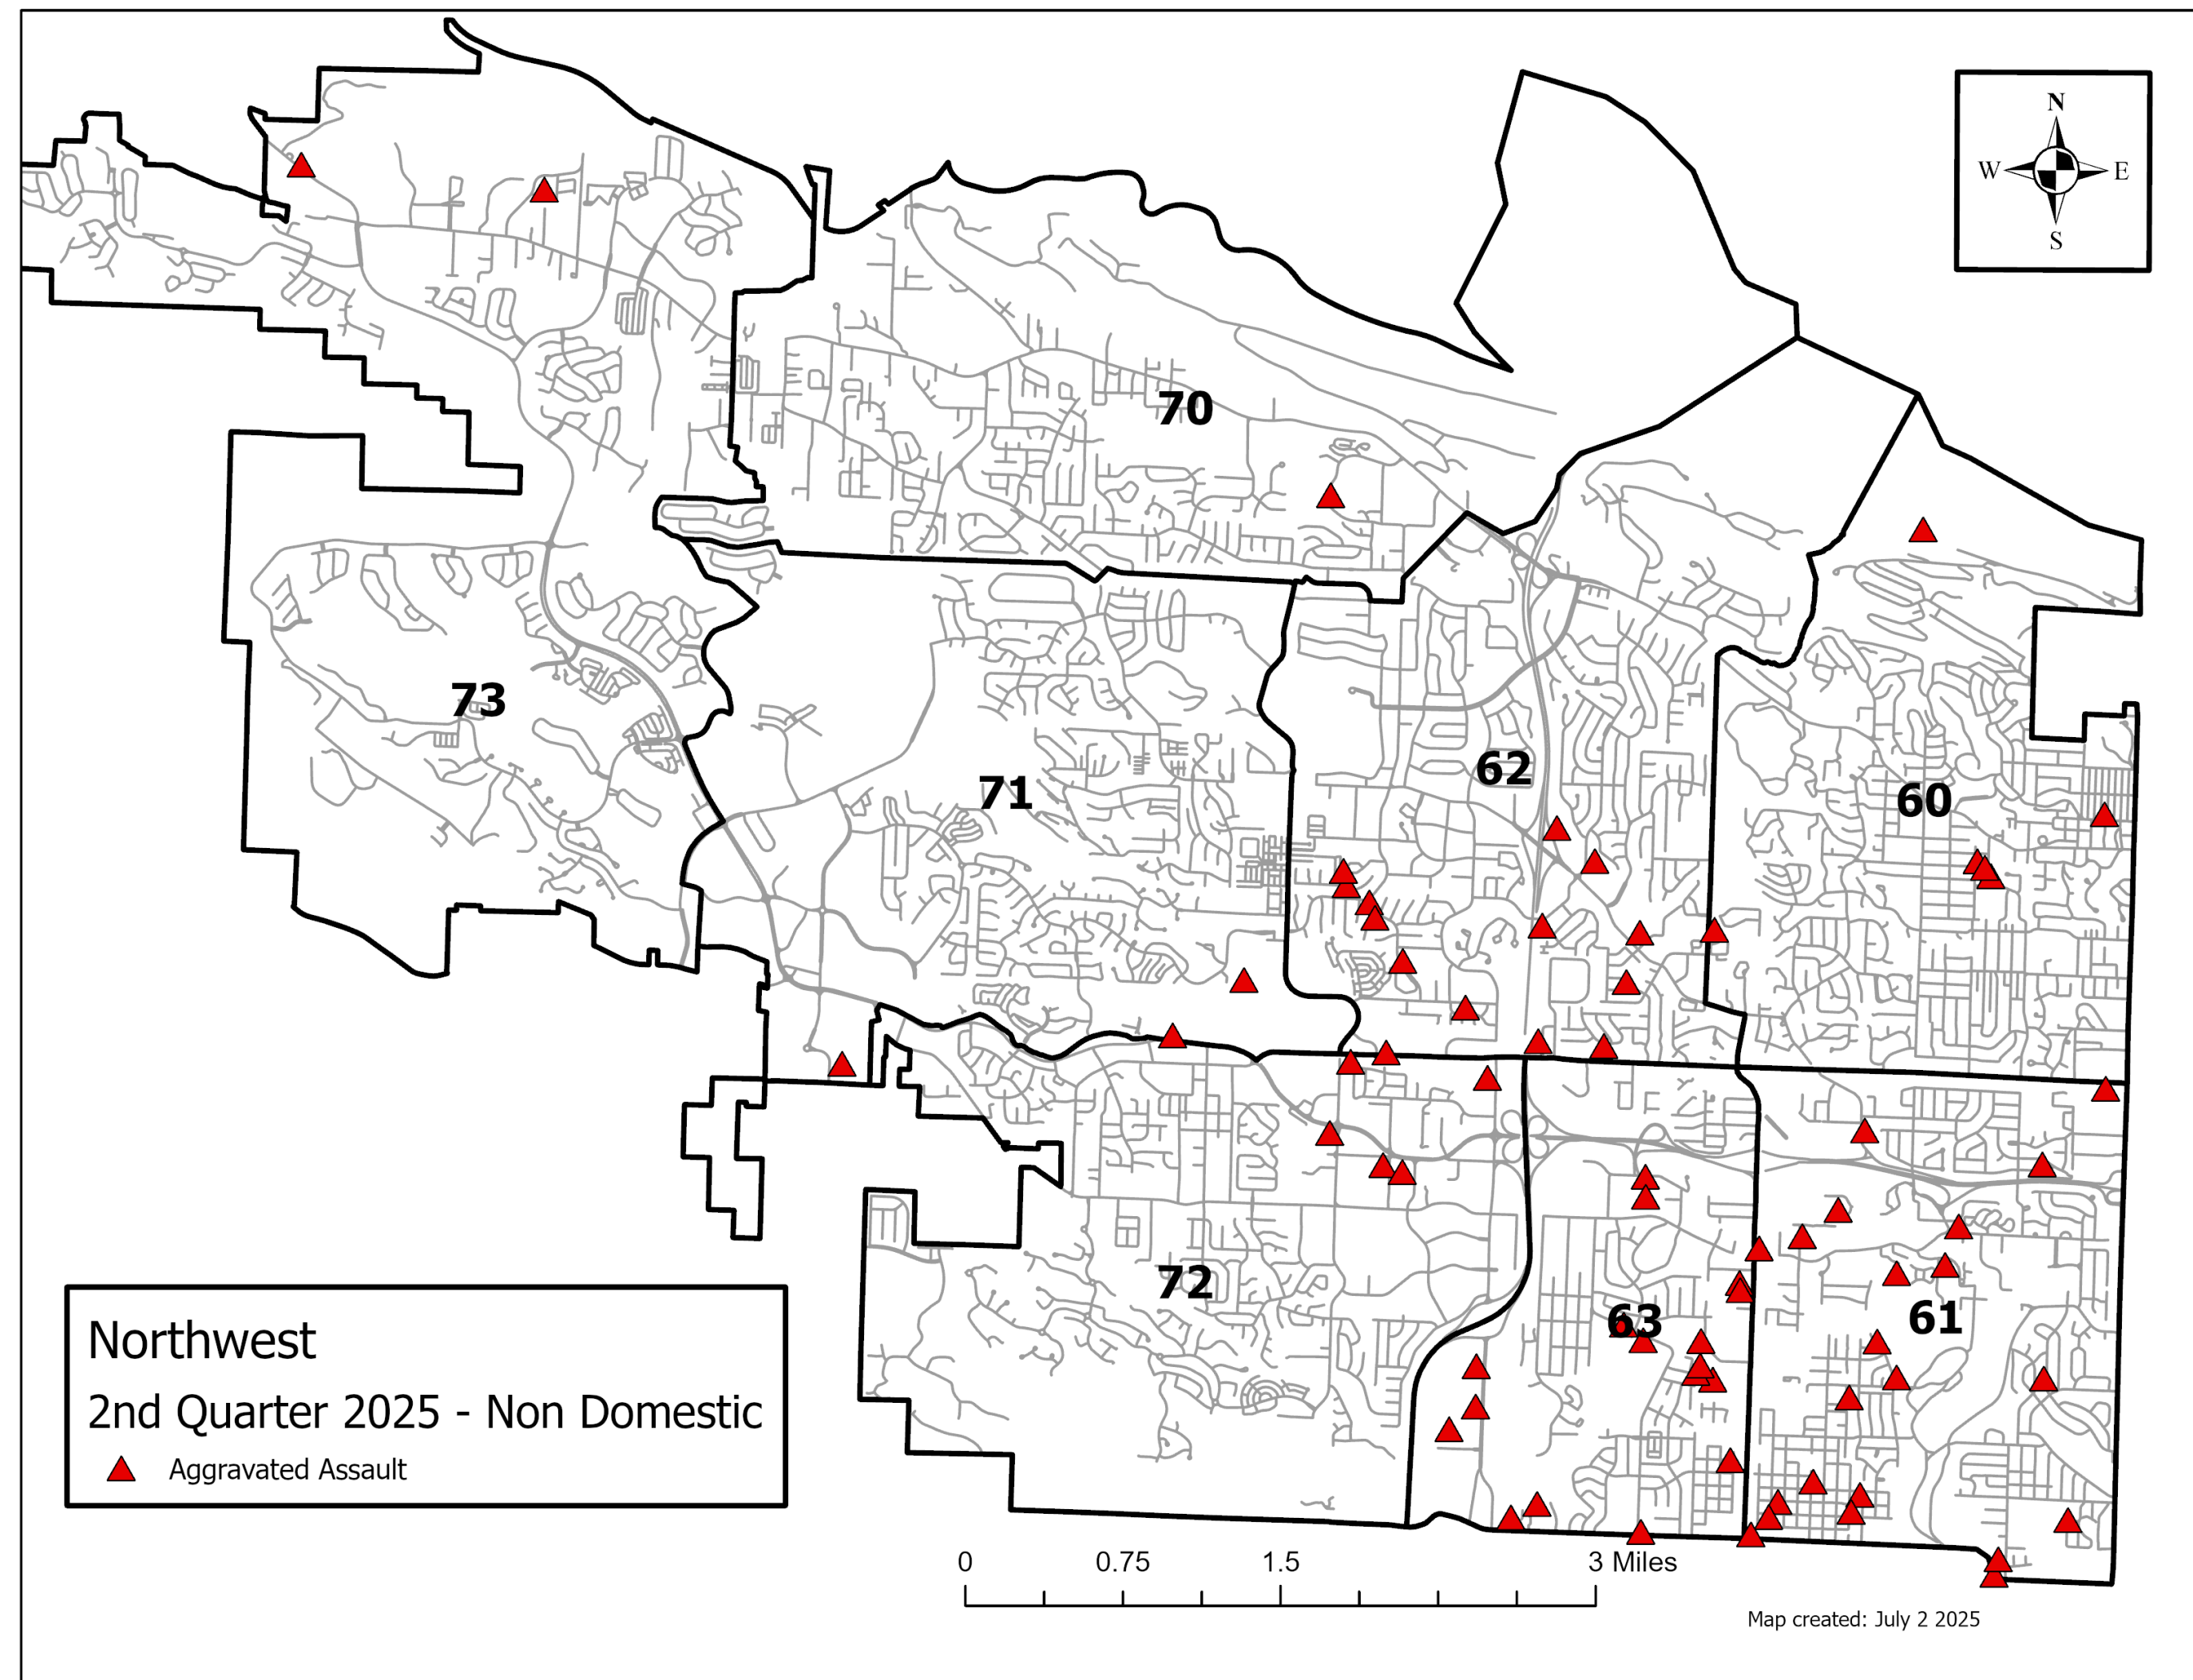 N
W E
S
70
73
71
62
60
72
63
61
Northwest
2nd Quarter 2025 - Non Domestic
Aggravated Assault
0 0.75 1.5 3 Miles
Map created: July 2 2025